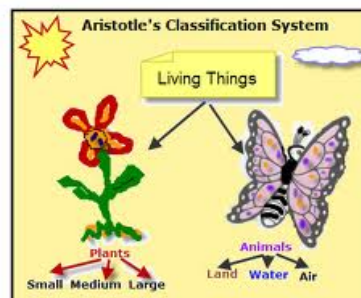 Aristotle's Classification System
Living Things
Plants
Small Medium Large
Animals
Land Water Air